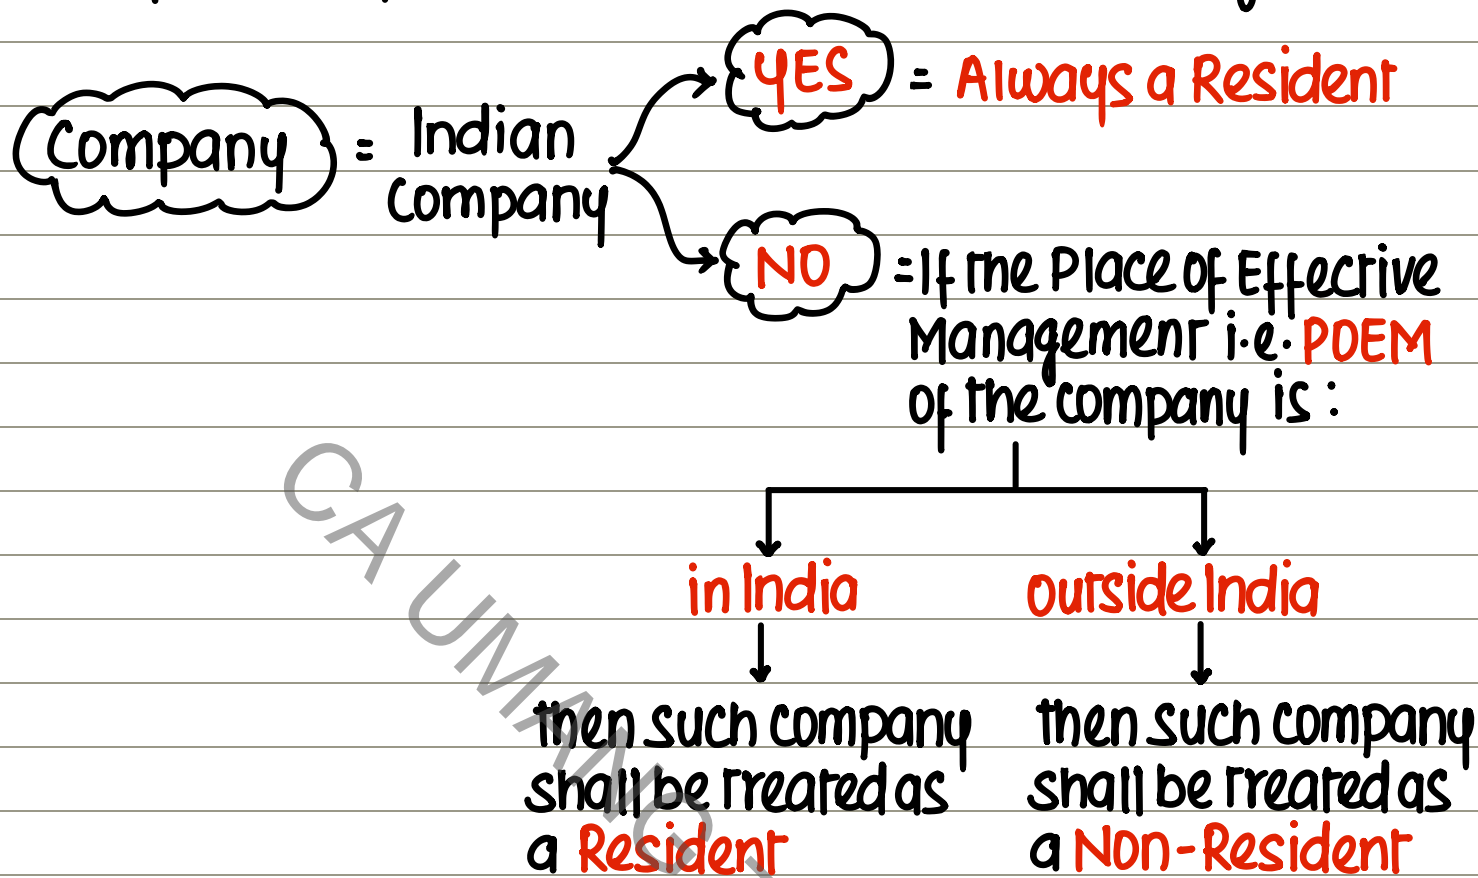 YES = Always a Resident
Company = Indian Company
NO = If the Place of Effective
Management i.e. POEM
of the company is :
in India
outside India
then such company
shall be treated as
a Resident
then such company
shall be treated as
a Non-Resident
CA UMANG